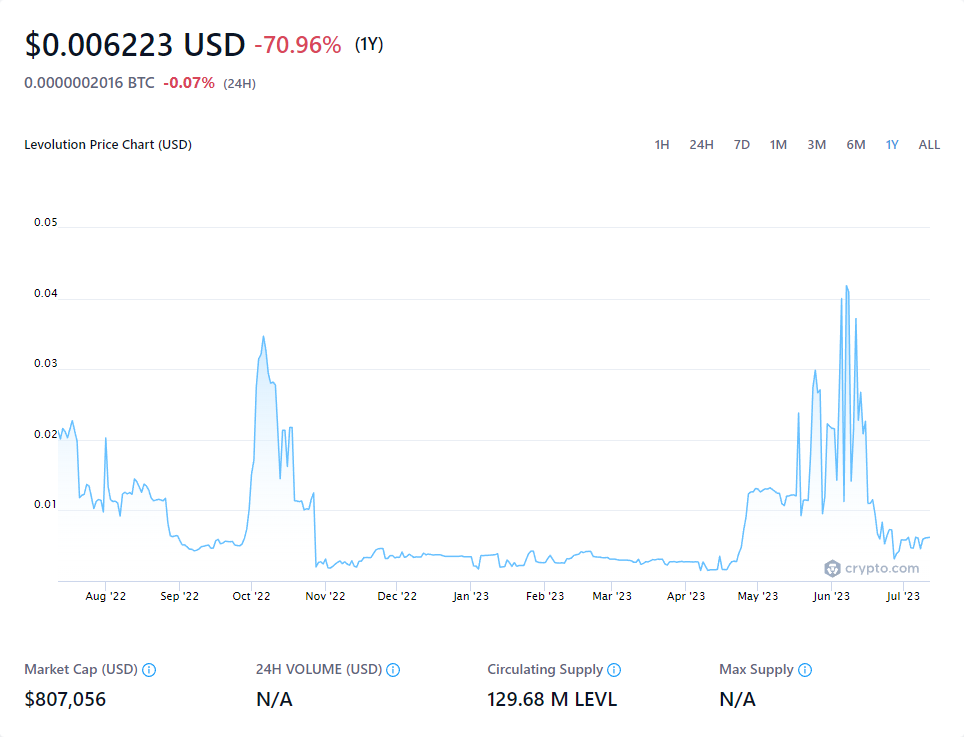 $0.006223 USD -70.96% (1Y)
0.0000002016 BTC -0.07% (24H)
Levolution Price Chart (USD) 1H 24H 7D 1M 3M 6M 1Y ALL
0.05
0.04
0.03
0.02
0.01
crypto.com
Aug '22 Sep '22 Oct '22 Nov '22 Dec '22 Jan '23 Feb '23 Mar '23 Apr '23 May '23 Jun '23 Jul '23
Market Cap (USD) 24H VOLUME (USD) Circulating Supply Max Supply
$807,056 N/A 129.68 M LEVL N/A